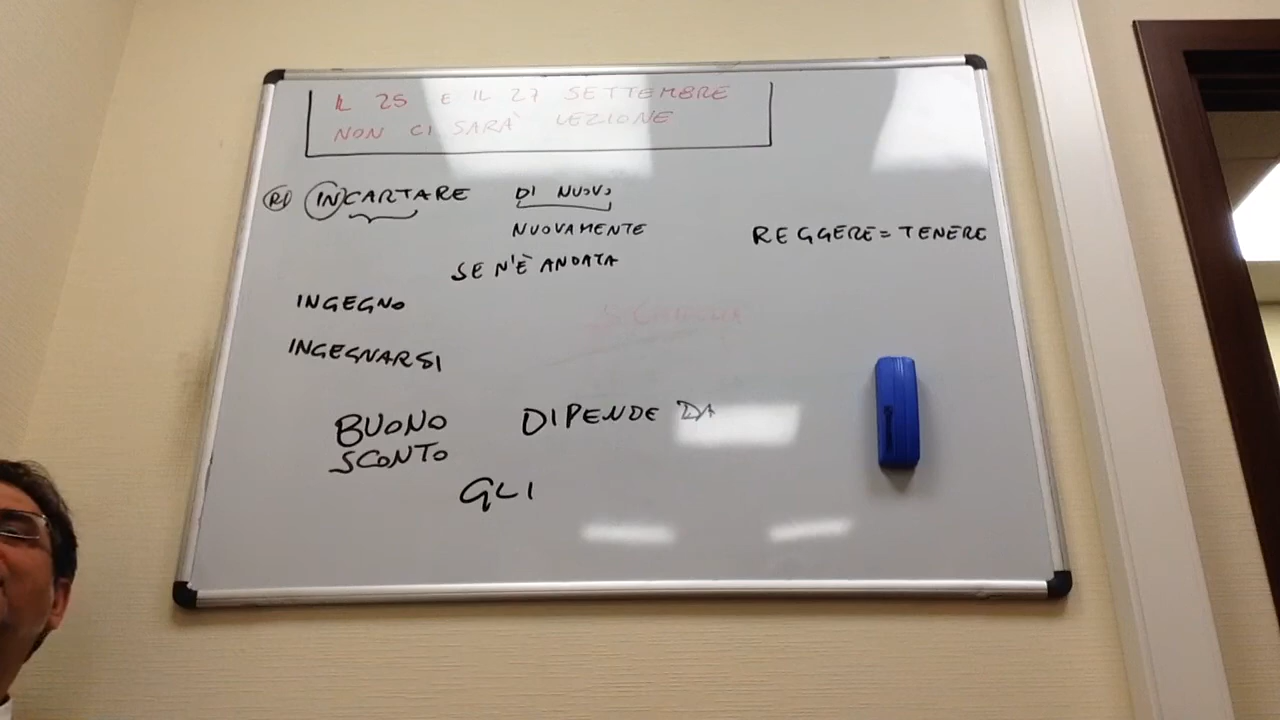 IL 25 E IL 27 SETTEMBRE
NON CI SARÀ LEZIONE
RI INCARTARE DI NUOVO
NUOVAMENTE
REGGERE = TENERE
SE N'È ANDATA
INGEGNO
INGEGNARSI
BUONO DIPENDE DA
SCONTO
GLI